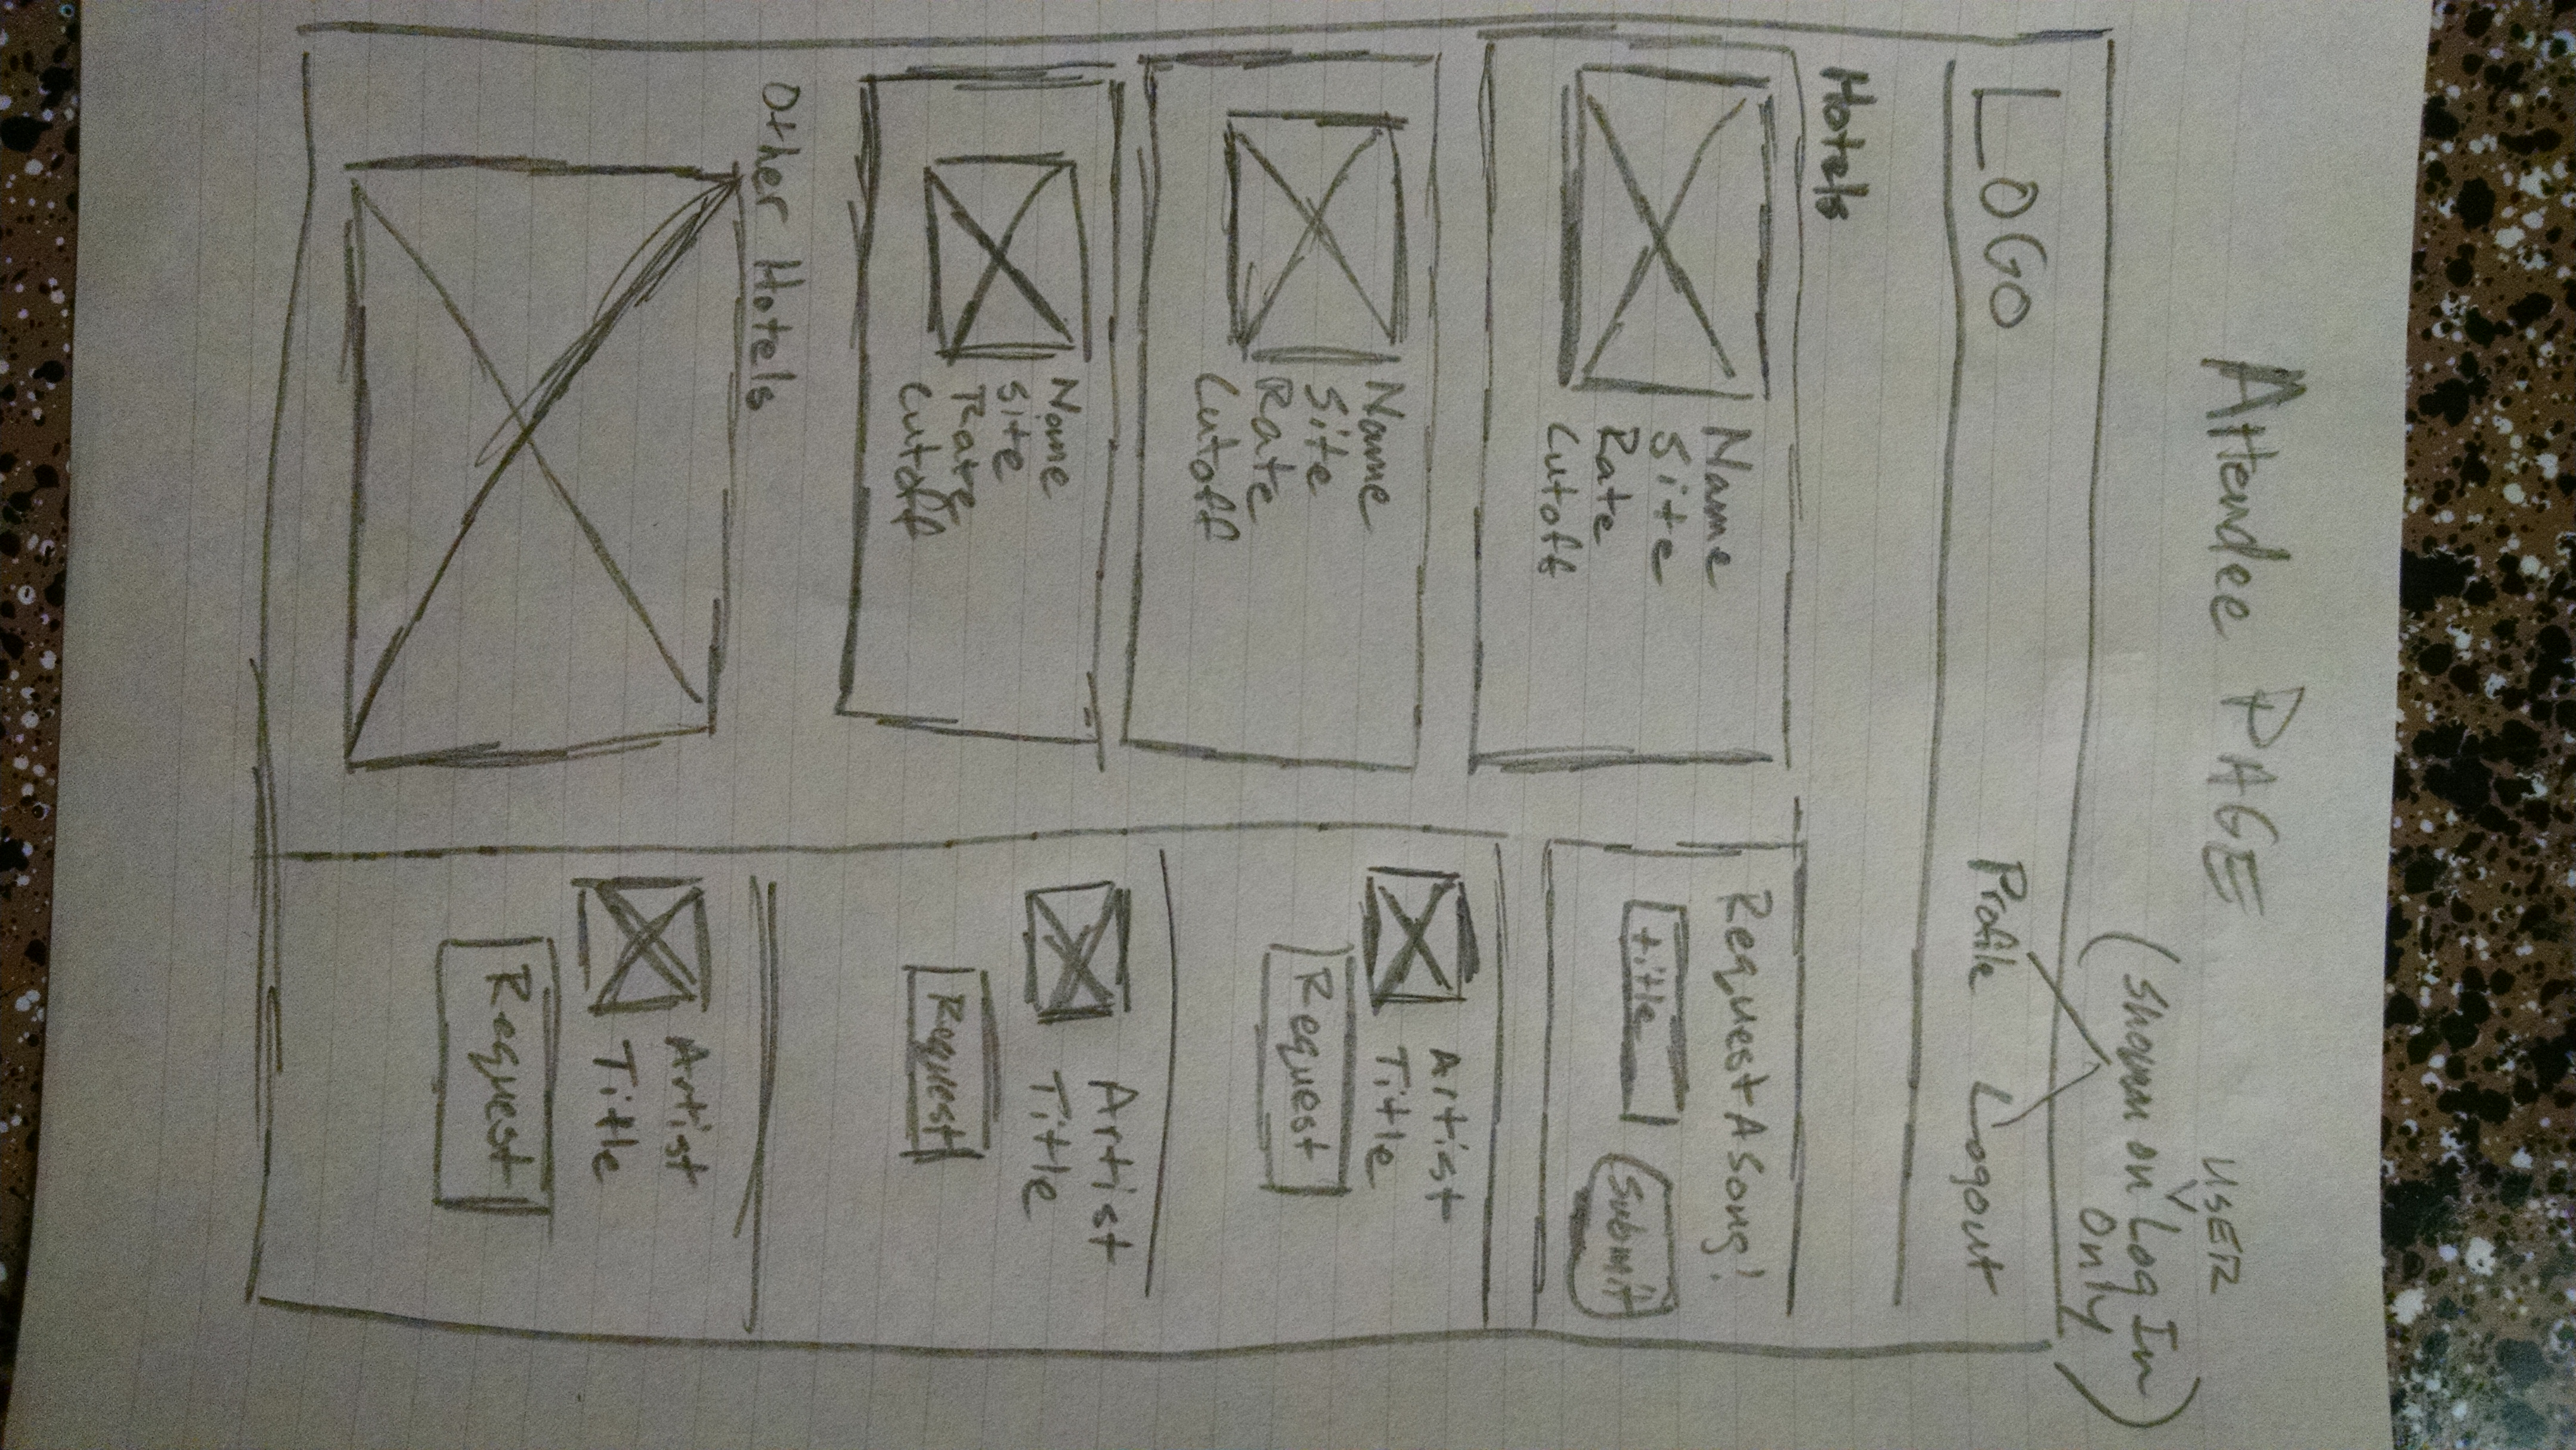 Attendee PAGE
USER
(Shown on Log In
Only)
LOGO
Profile Logout
Hotels
Name
Site
Rate
Cutoff
Name
Site
Rate
Cutoff
Name
Site
Rate
Cutoff
Other Hotels
Request A Song!
title
Submit
Artist
Title
Request
Artist
Title
Request
Artist
Title
Request